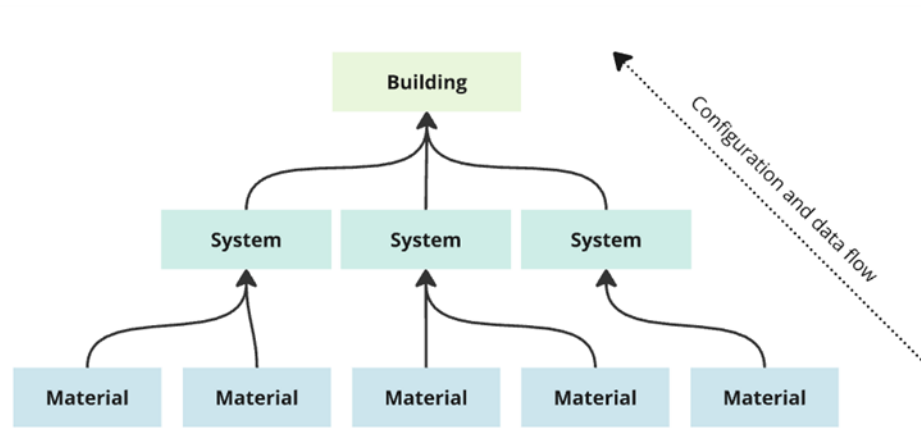 Building
Configuration and data flow
System
System
System
Material
Material
Material
Material
Material